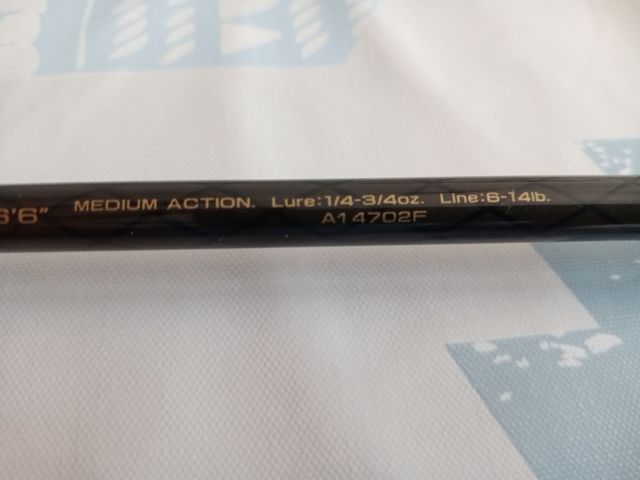 6'6" MEDIUM ACTION. Lure:1/4-3/4oz. Line:6-14lb.
A14702F